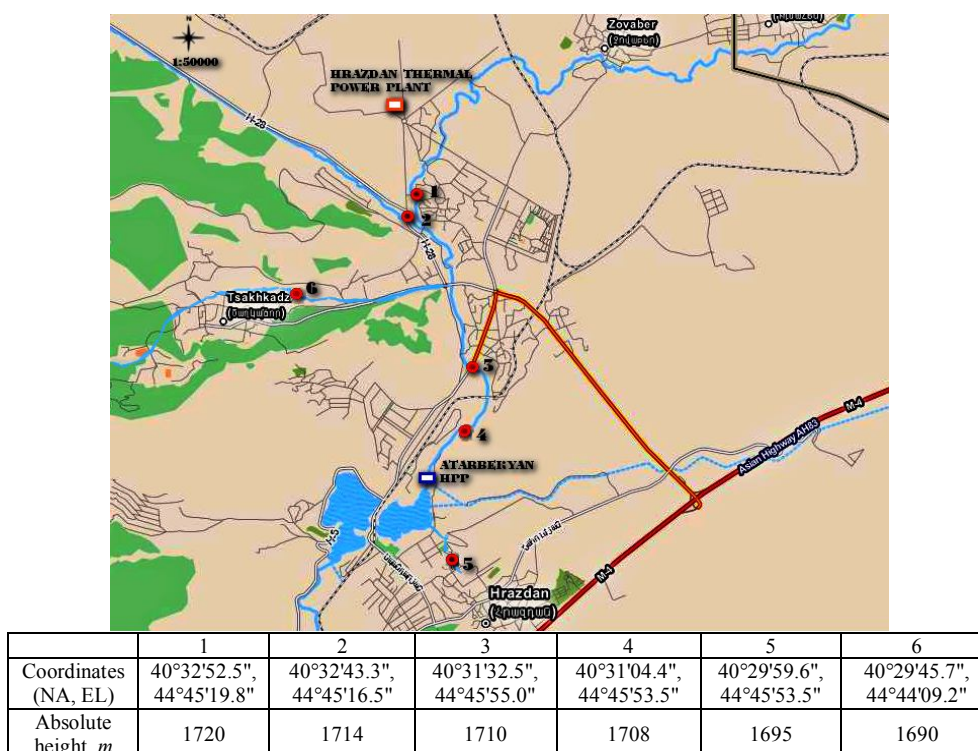 N
1:50000
Zovaber
(Ջրվաբեր)
HRAZDAN THERMAL
POWER PLANT
H-28
1
2
H-28
6
Tsakhkadz
(Ծաղկաձոր)
3
4
M-4
Asian Highway AH83
ATARBEKYAN
HPP
H-5
5
M-4
Hrazdan
(Հրազդան)
1 2 3 4 5 6
Coordinates (NA, EL) 40°32'52.5", 44°45'19.8" 40°32'43.3", 44°45'16.5" 40°31'32.5", 44°45'55.0" 40°31'04.4", 44°45'53.5" 40°29'59.6", 44°45'53.5" 40°29'45.7", 44°44'09.2"
Absolute height, m 1720 1714 1710 1708 1695 1690